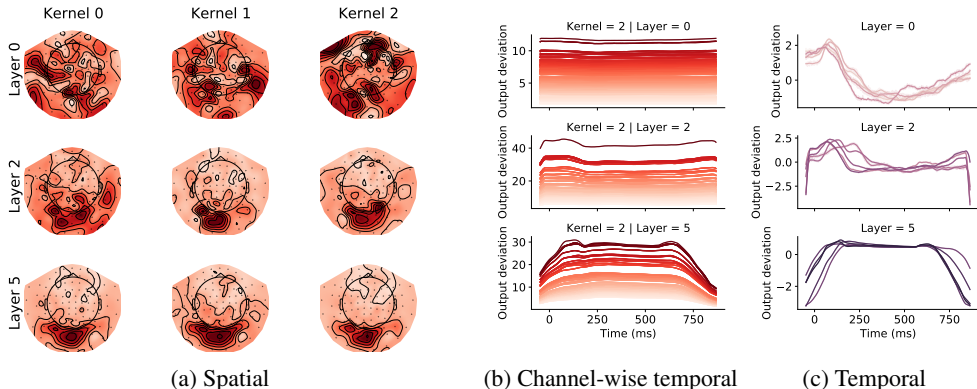 Kernel 0
Kernel 1
Kernel 2
Layer 0
Layer 2
Layer 5
(a) Spatial
Kernel = 2 | Layer = 0
Output deviation
10
5
Kernel = 2 | Layer = 2
Output deviation
40
20
Kernel = 2 | Layer = 5
Output deviation
30
20
10
0
250
500
750
Time (ms)
(b) Channel-wise temporal
Layer = 0
Output deviation
2
0
Layer = 2
Output deviation
2.5
0.0
−2.5
Layer = 5
Output deviation
0
−2
0
250
500
750
Time (ms)
(c) Temporal